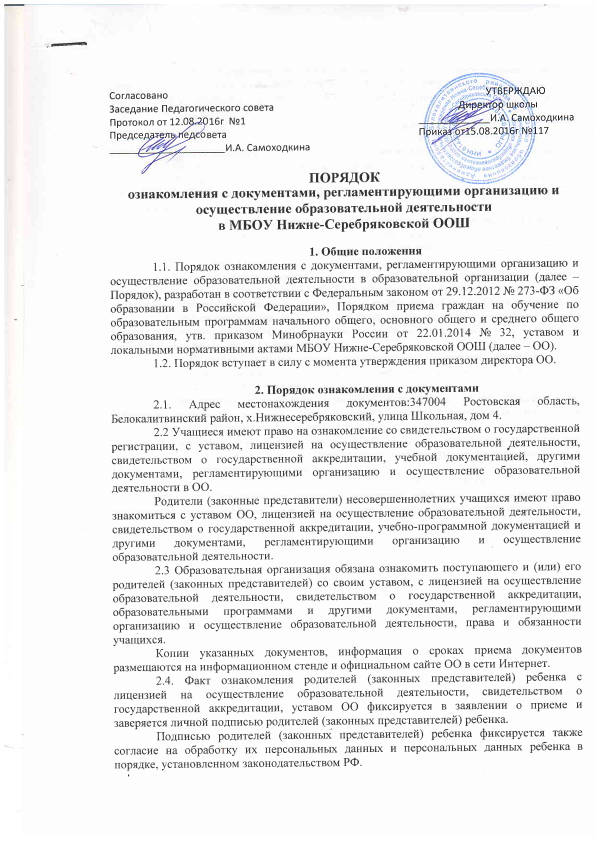 Согласовано
Заседание Педагогического совета
Протокол от 12.08.2016г №1
Председатель педсовета
____________________И.А. Самоходкина
УТВЕРЖДАЮ
Директор школы
_____________И.А. Самоходкина
Приказ от15.08.2016г №117
ПОРЯДОК
ознакомления с документами, регламентирующими организацию и
осуществление образовательной деятельности
в МБОУ Нижне-Серебряковской ООШ
1. Общие положения
1.1. Порядок ознакомления с документами, регламентирующими организацию и
осуществление образовательной деятельности в образовательной организации (далее –
Порядок), разработан в соответствии с Федеральным законом от 29.12.2012 № 273-ФЗ «Об
образовании в Российской Федерации», Порядком приема граждан на обучение по
образовательным программам начального общего, основного общего и среднего общего
образования, утв. приказом Минобрнауки России от 22.01.2014 № 32, уставом и
локальными нормативными актами МБОУ Нижне-Серебряковской ООШ (далее – ОО).
1.2. Порядок вступает в силу с момента утверждения приказом директора ОО.
2. Порядок ознакомления с документами
2.1. Адрес местонахождения документов:347004 Ростовская область,
Белокалитвинский район, х.Нижнесеребряковский, улица Школьная, дом 4.
2.2 Учащиеся имеют право на ознакомление со свидетельством о государственной
регистрации, с уставом, лицензией на осуществление образовательной деятельности,
свидетельством о государственной аккредитации, учебной документацией, другими
документами, регламентирующими организацию и осуществление образовательной
деятельности в ОО.
Родители (законные представители) несовершеннолетних учащихся имеют право
знакомиться с уставом ОО, лицензией на осуществление образовательной деятельности,
свидетельством о государственной аккредитации, учебно-программной документацией и
другими документами, регламентирующими организацию и осуществление
образовательной деятельности.
2.3 Образовательная организация обязана ознакомить поступающего и (или) его
родителей (законных представителей) со своим уставом, с лицензией на осуществление
образовательной деятельности, свидетельством о государственной аккредитации,
образовательными программами и другими документами, регламентирующими
организацию и осуществление образовательной деятельности, права и обязанности
учащихся.
Копии указанных документов, информация о сроках приема документов
размещаются на информационном стенде и официальном сайте ОО в сети Интернет.
2.4. Факт ознакомления родителей (законных представителей) ребенка с
лицензией на осуществление образовательной деятельности, свидетельством о
государственной аккредитации, уставом ОО фиксируется в заявлении о приеме и
заверяется личной подписью родителей (законных представителей) ребенка.
Подписью родителей (законных представителей) ребенка фиксируется также
согласие на обработку их персональных данных и персональных данных ребенка в
порядке, установленном законодательством РФ.